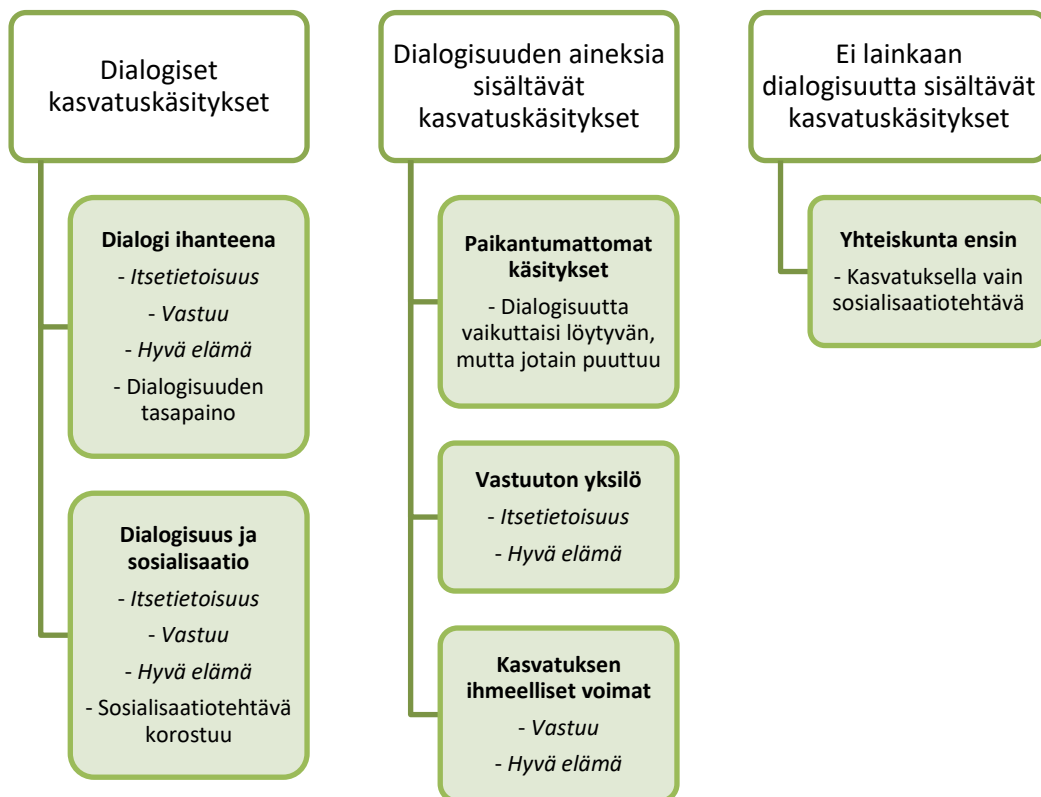 Dialogiset
kasvatuskäsitykset
Dialogi ihanteena
- Itsetietoisuus
- Vastuu
- Hyvä elämä
- Dialogisuuden
tasapaino
Dialogisuus ja
sosialisaatio
- Itsetietoisuus
- Vastuu
- Hyvä elämä
- Sosialisaatiotehtävä
korostuu
Dialogisuuden aineksia
sisältävät
kasvatuskäsitykset
Paikantumattomat
käsitykset
- Dialogisuutta
vaikuttaisi löytyvän,
mutta jotain puuttuu
Vastuuton yksilö
- Itsetietoisuus
- Hyvä elämä
Kasvatuksen
ihmeelliset voimat
- Vastuu
- Hyvä elämä
Ei lainkaan
dialogisuutta sisältävät
kasvatuskäsitykset
Yhteiskunta ensin
- Kasvatuksella vain
sosialisaatiotehtävä